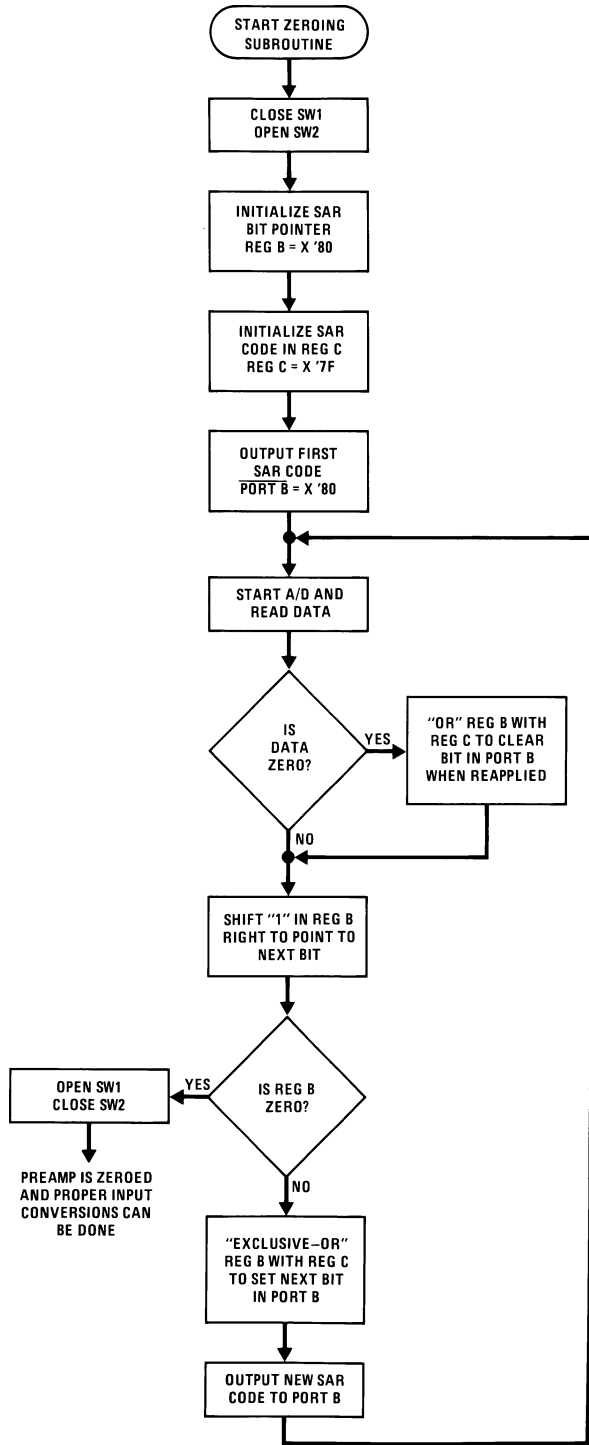 START ZEROING
SUBROUTINE
CLOSE SW1
OPEN SW2
INITIALIZE SAR
BIT POINTER
REG B = X '80
INITIALIZE SAR
CODE IN REG C
REG C = X '7F
OUTPUT FIRST
SAR CODE
PORT B = X '80
START A/D AND
READ DATA
IS
DATA
ZERO?
YES
"OR" REG B WITH
REG C TO CLEAR
BIT IN PORT B
WHEN REAPPLIED
NO
SHIFT "1" IN REG B
RIGHT TO POINT TO
NEXT BIT
IS REG B
ZERO?
YES
OPEN SW1
CLOSE SW2
PREAMP IS ZEROED
AND PROPER INPUT
CONVERSIONS CAN
BE DONE
NO
"EXCLUSIVE–OR"
REG B WITH REG C
TO SET NEXT BIT
IN PORT B
OUTPUT NEW SAR
CODE TO PORT B